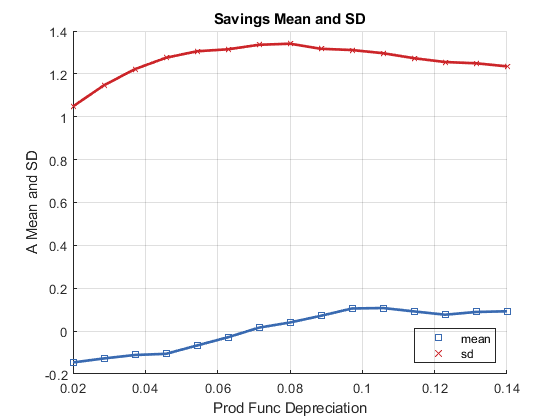 Savings Mean and SD
1.4
1.2
1
0.8
0.6
0.4
0.2
0
-0.2
A Mean and SD
0.02 0.04 0.06 0.08 0.1 0.12 0.14
Prod Func Depreciation
mean
sd